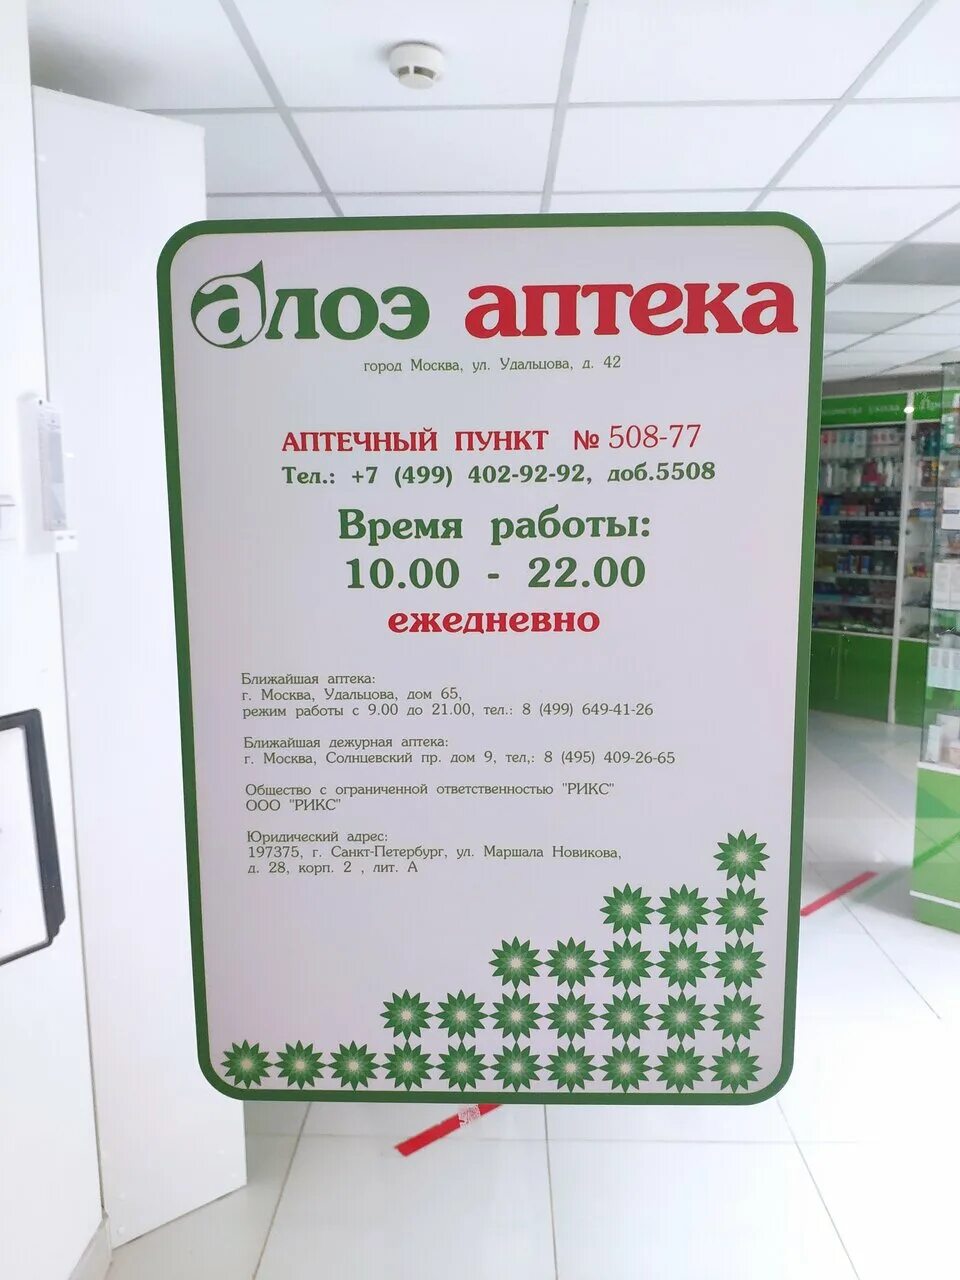 алоэ аптека
город Москва, ул. Удальцова, д. 42
АПТЕЧНЫЙ ПУНКТ № 508-77
Тел.: +7 (499) 402-92-92, доб.5508
Время работы:
10.00 - 22.00
ежедневно
Ближайшая аптека:
г. Москва, Удальцова, дом 65,
режим работы с 9.00 до 21.00, тел.: 8 (499) 649-41-26
Ближайшая дежурная аптека:
г. Москва, Солнцевский пр. дом 9, тел,: 8 (495) 409-26-65
Общество с ограниченной ответственностью "РИКС"
ООО "РИКС"
Юридический адрес:
197375, г. Санкт-Петербург, ул. Маршала Новикова,
д. 28, корп. 2 , лит. А